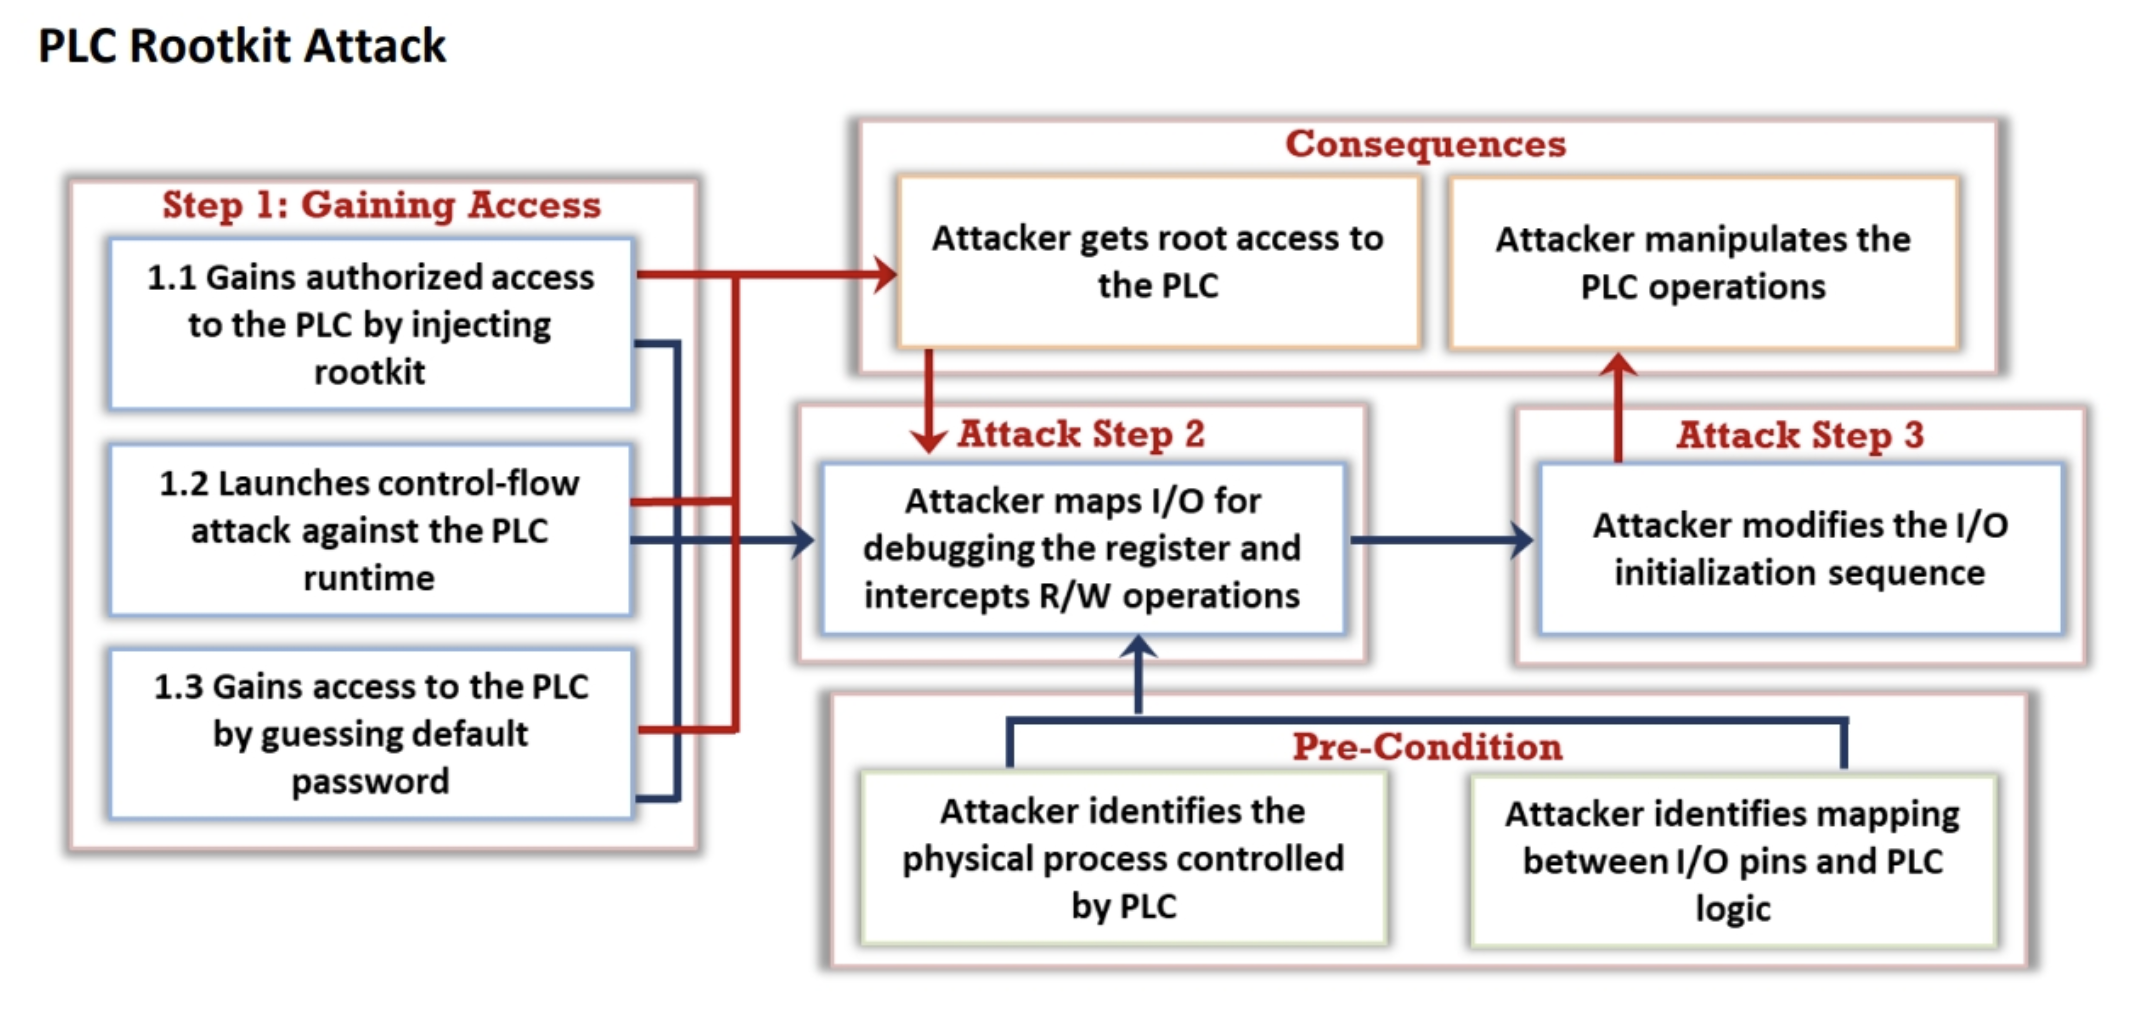 PLC Rootkit Attack
Step 1: Gaining Access
1.1 Gains authorized access
to the PLC by injecting
rootkit
1.2 Launches control-flow
attack against the PLC
runtime
1.3 Gains access to the PLC
by guessing default
password
Consequences
Attacker gets root access to
the PLC
Attacker manipulates the
PLC operations
Attack Step 2
Attacker maps I/O for
debugging the register and
intercepts R/W operations
Attack Step 3
Attacker modifies the I/O
initialization sequence
Pre-Condition
Attacker identifies the
physical process controlled
by PLC
Attacker identifies mapping
between I/O pins and PLC
logic